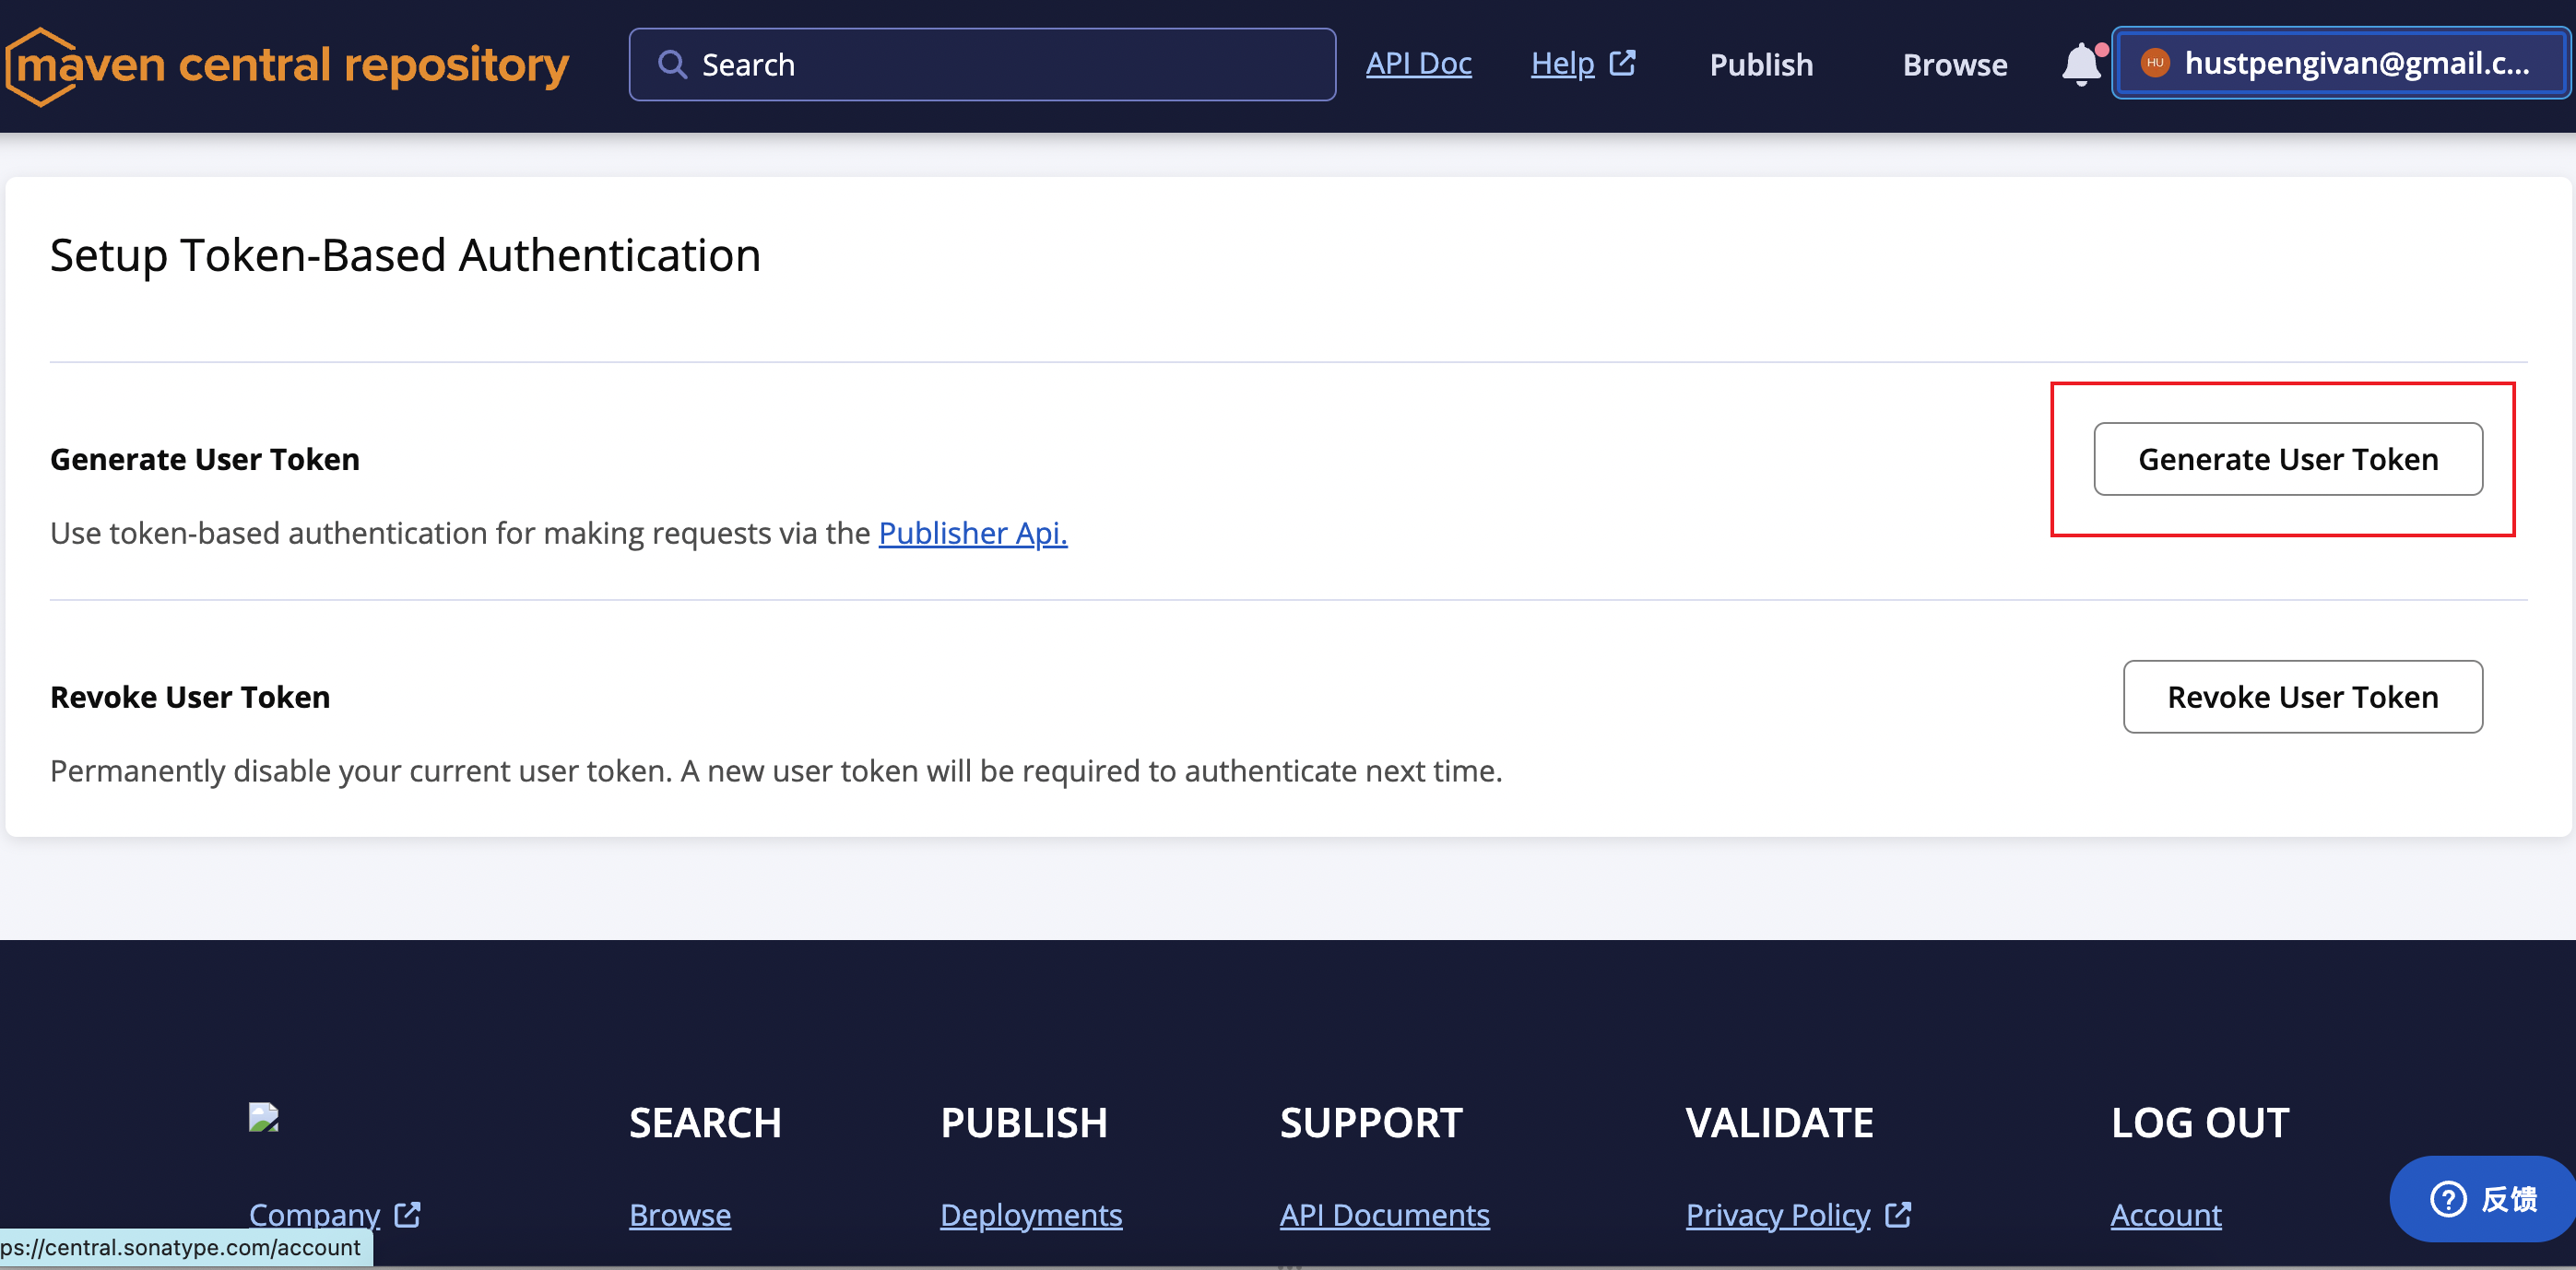 maven central repository
Search
API Doc
Help
Publish
Browse
HU
hustpengivan@gmail.c...
Setup Token-Based Authentication
Generate User Token
Generate User Token
Use token-based authentication for making requests via the Publisher Api.
Revoke User Token
Revoke User Token
Permanently disable your current user token. A new user token will be required to authenticate next time.
SEARCH
PUBLISH
SUPPORT
VALIDATE
LOG OUT
Company
Browse
Deployments
API Documents
Privacy Policy
Account
? 反馈
ps://central.sonatype.com/account